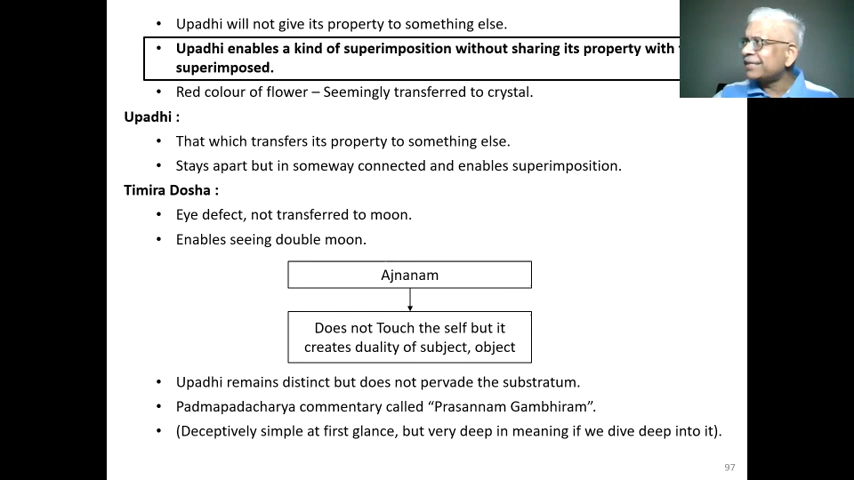 • Upadhi will not give its property to something else.
• Upadhi enables a kind of superimposition without sharing its property with
superimposed.
• Red colour of flower – Seemingly transferred to crystal.
Upadhi :
• That which transfers its property to something else.
• Stays apart but in someway connected and enables superimposition.
Timira Dosha :
• Eye defect, not transferred to moon.
• Enables seeing double moon.
Ajnanam
Does not Touch the self but it
creates duality of subject, object
• Upadhi remains distinct but does not pervade the substratum.
• Padmapadacharya commentary called “Prasannam Gambhiram”.
• (Deceptively simple at first glance, but very deep in meaning if we dive deep into it).
97